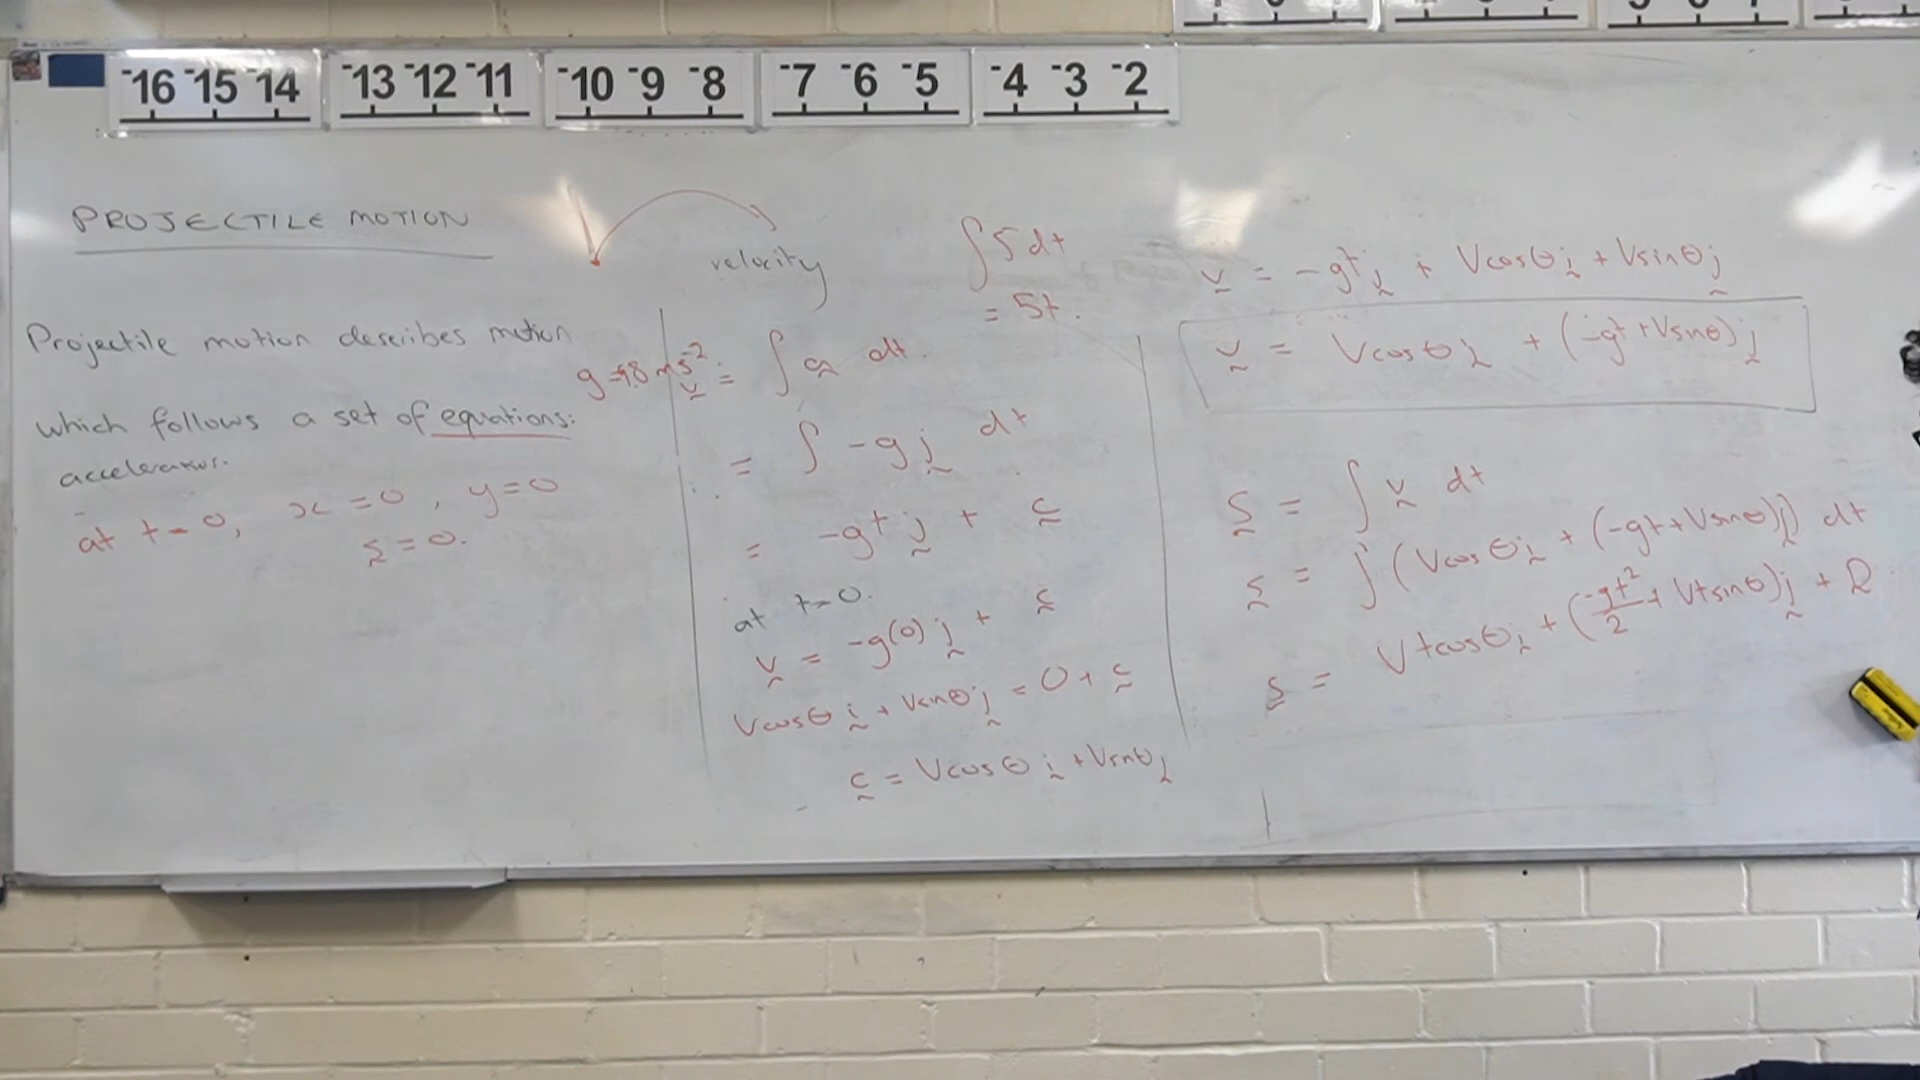 -16 -15 -14 -13 -12 -11 -10 -9 -8 -7 -6 -5 -4 -3 -2
PROJECTILE MOTION
Projectile motion describes motion
which follows a set of equations:
at t = 0, x = 0, y = 0
s = 0.
velocity
∫ 5 dt
= 5t.
g = 9.8 ms⁻²
v = ∫ a dt.
= ∫ -g j dt
= -gt j + c
at t = 0.
v = -g(0) j + c
Vcosθ i + Vsinθ j = 0 + c
c = Vcosθ i + Vsinθ j
v = -gt j + Vcosθ i + Vsinθ j
v = Vcosθ i + (-gt + Vsinθ) j
s = ∫ v dt
s = ∫ (Vcosθ i + (-gt + Vsinθ) j) dt
s = Vtcosθ i + (-gt²/2 + Vtsinθ) j +